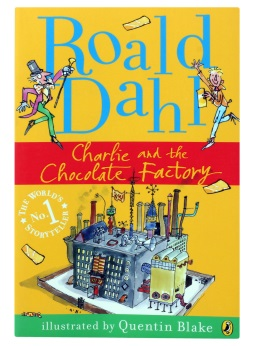 Roald
Dahl
Charlie and the
Chocolate Factory
THE WORLD'S
No. 1
STORYTELLER
illustrated by Quentin Blake